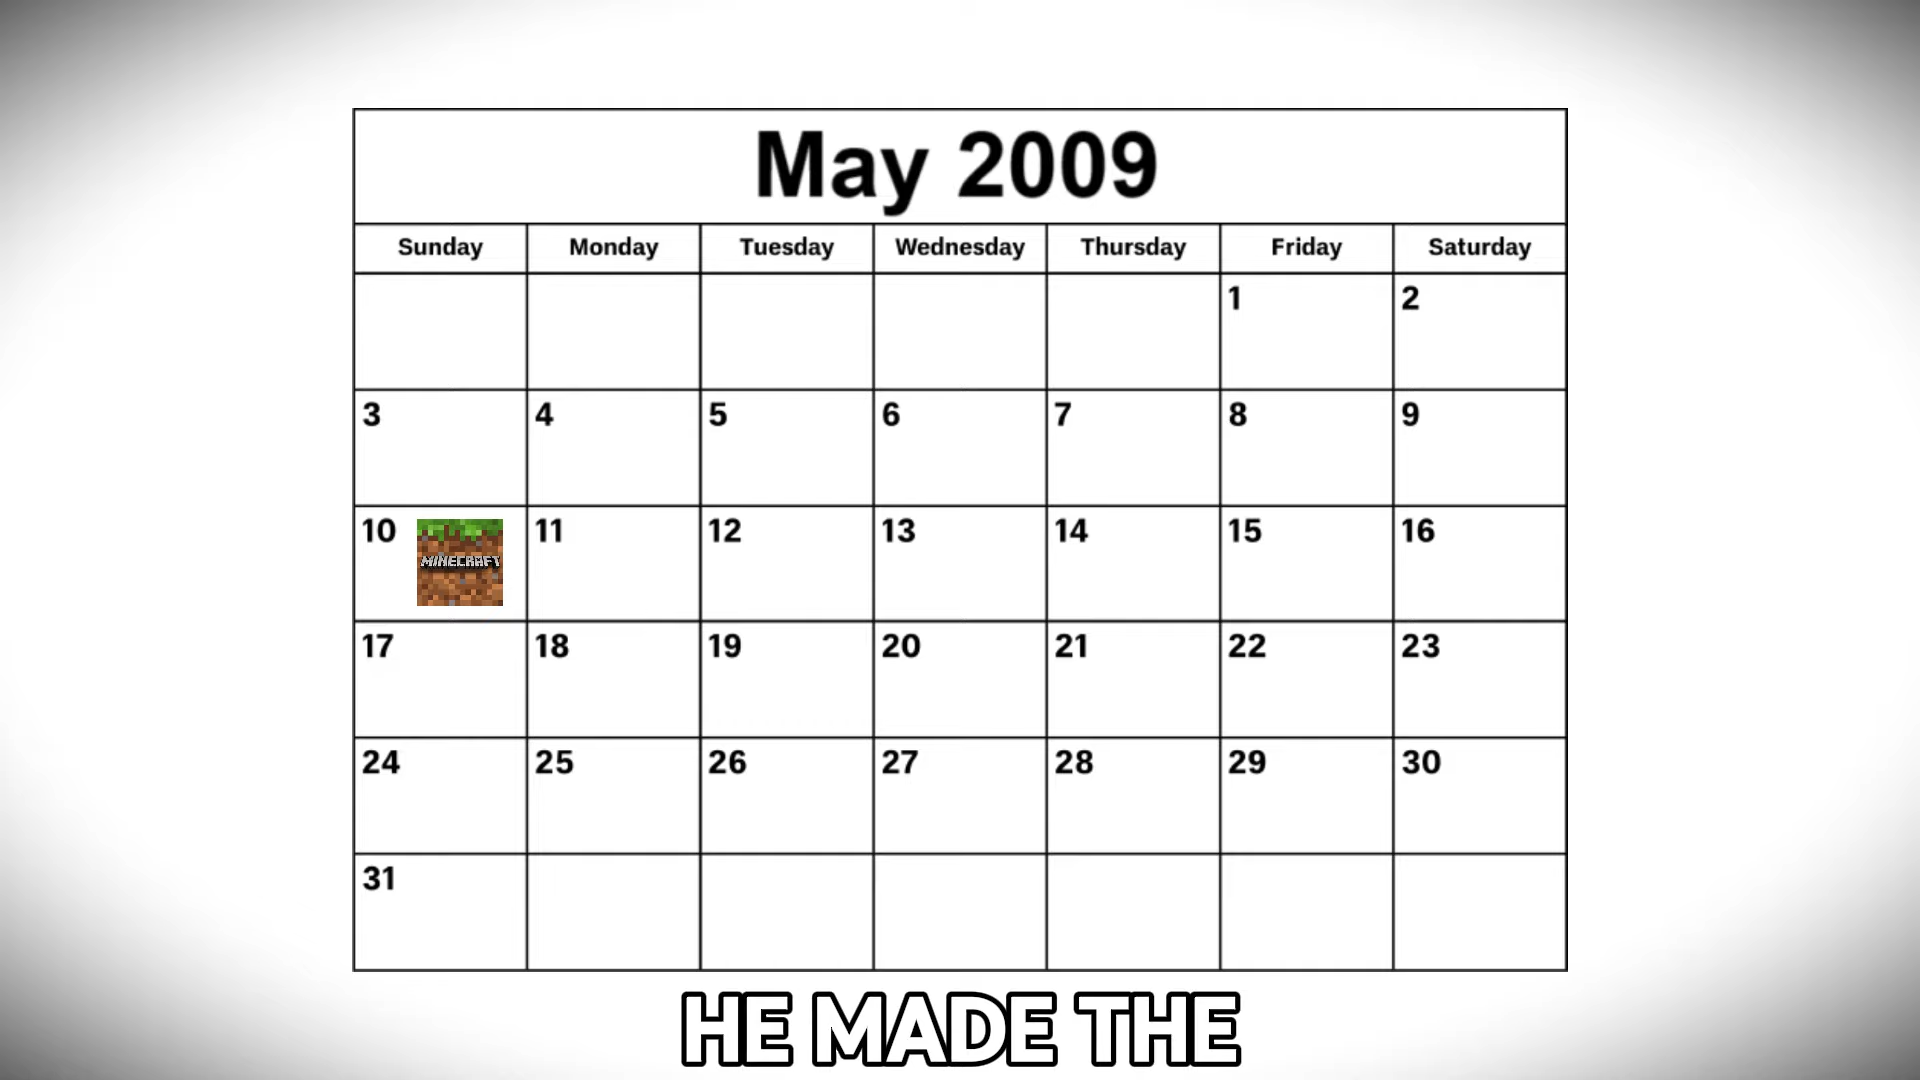 May 2009
Sunday Monday Tuesday Wednesday Thursday Friday Saturday
1 2
3 4 5 6 7 8 9
10 MINECRAFT 11 12 13 14 15 16
17 18 19 20 21 22 23
24 25 26 27 28 29 30
31
HE MADE THE